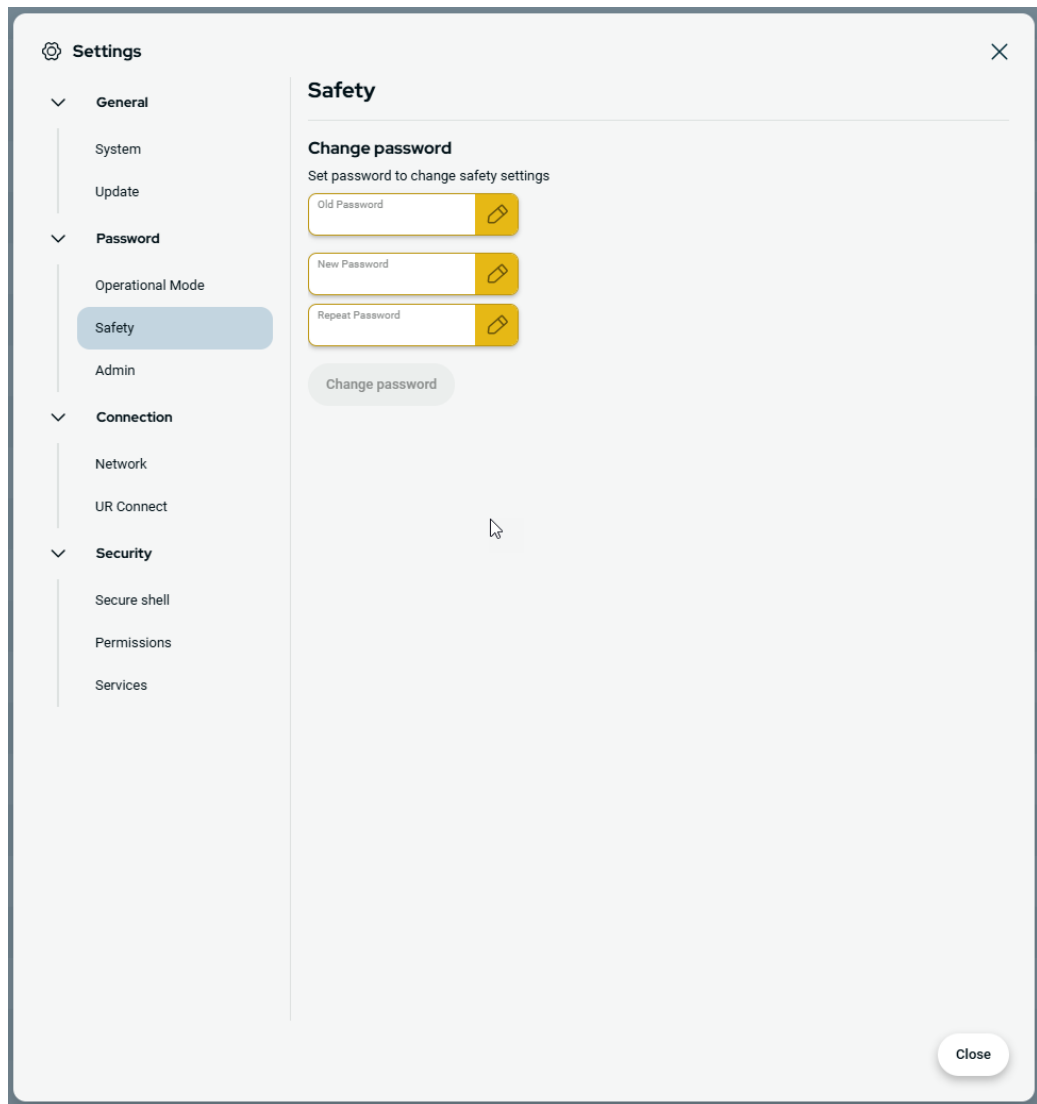 Settings
General
System
Update
Password
Operational Mode
Safety
Admin
Connection
Network
UR Connect
Security
Secure shell
Permissions
Services
Safety
Change password
Set password to change safety settings
Old Password
New Password
Repeat Password
Change password
Close